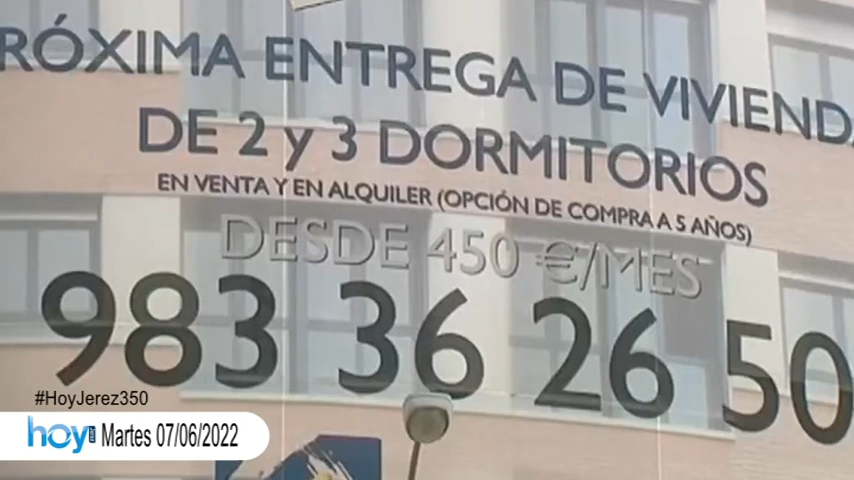 RÓXIMA ENTREGA DE VIVIENDA
DE 2 y 3 DORMITORIOS
EN VENTA Y EN ALQUILER (OPCIÓN DE COMPRA A 5 AÑOS)
DESDE 450 €/MES
983 36 26 50
#HoyJerez350
hoy Martes 07/06/2022